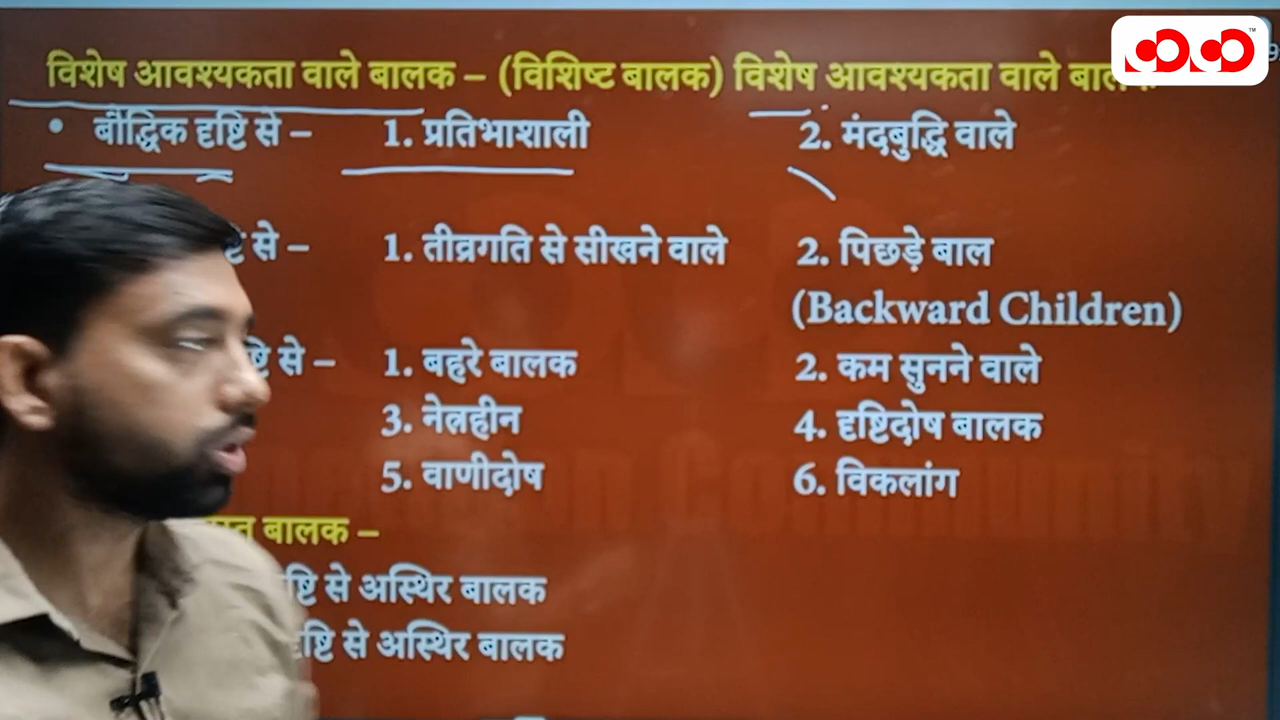 विशेष आवश्यकता वाले बालक – (विशिष्ट बालक) विशेष आवश्यकता वाले
• बौद्धिक दृष्टि से – 1. प्रतिभाशाली 2. मंदबुद्धि वाले
से – 1. तीव्रगति से सीखने वाले 2. पिछड़े बाल
(Backward Children)
से – 1. बहरे बालक 2. कम सुनने वाले
3. नेत्रहीन 4. दृष्टिदोष बालक
5. वाणीदोष 6. विकलांग
बालक –
से अस्थिर बालक
से अस्थिर बालक